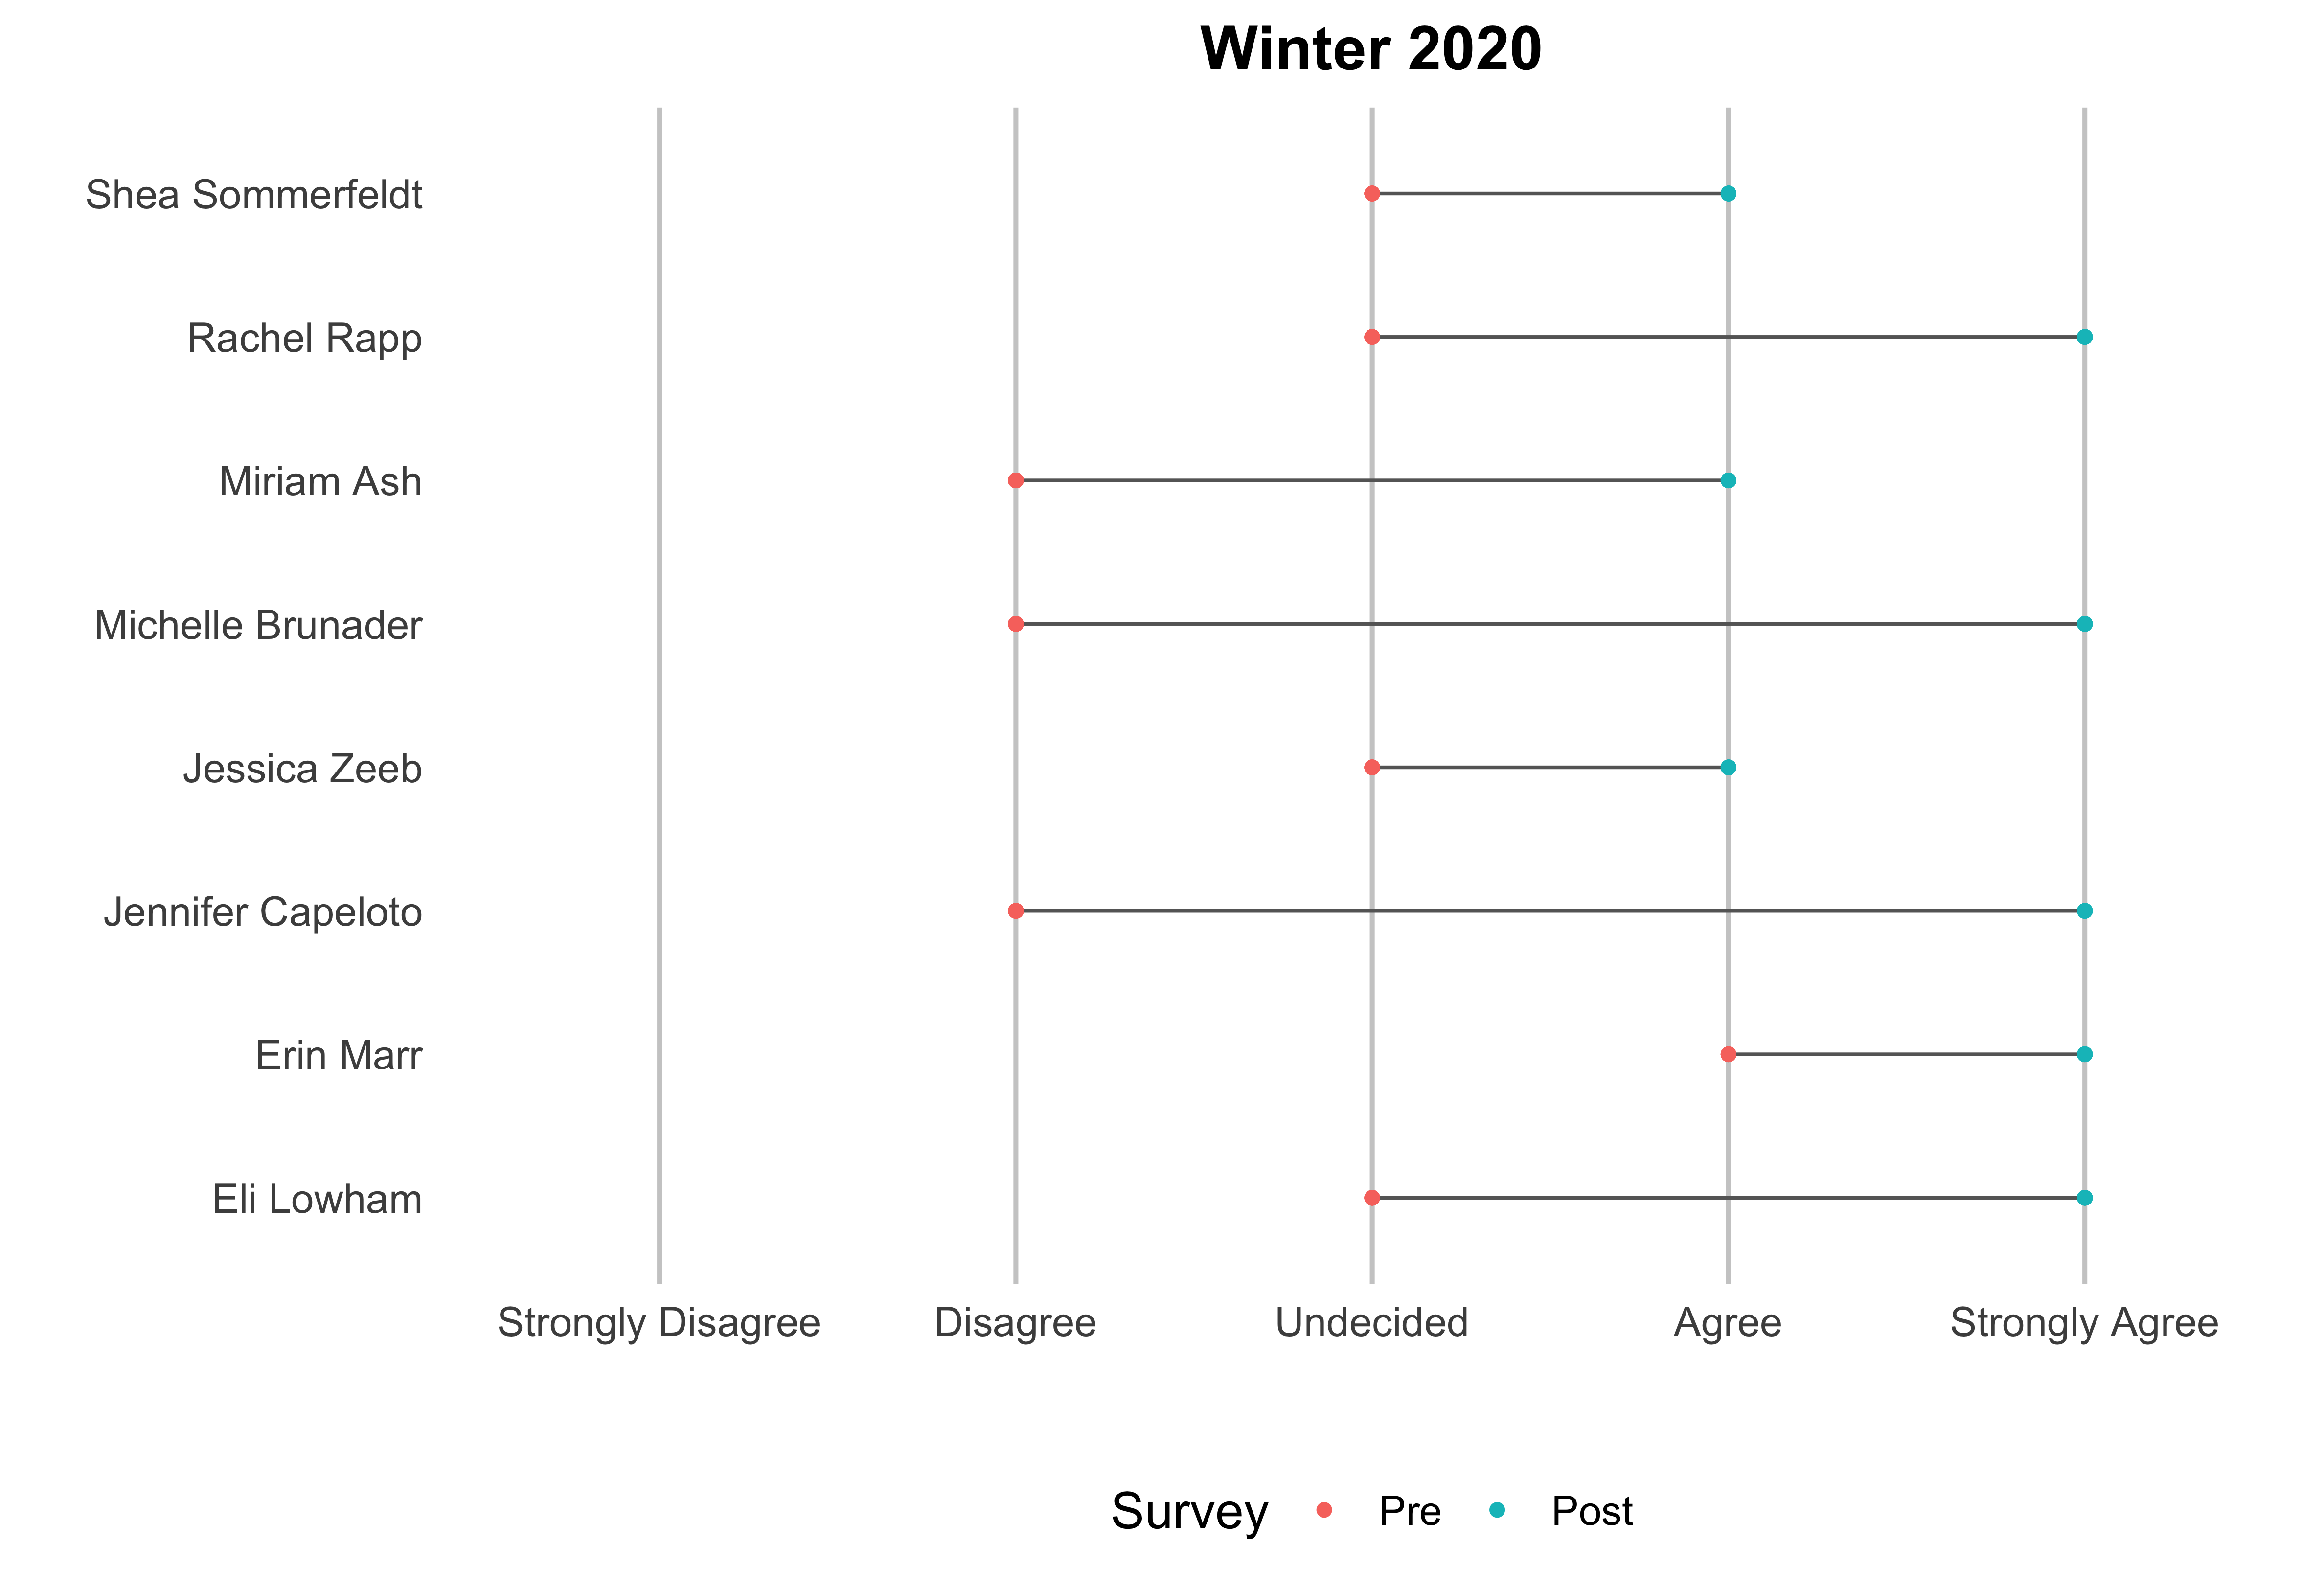 Winter 2020
Shea Sommerfeldt
Rachel Rapp
Miriam Ash
Michelle Brunader
Jessica Zeeb
Jennifer Capeloto
Erin Marr
Eli Lowham
Strongly Disagree Disagree Undecided Agree Strongly Agree
Survey Pre Post